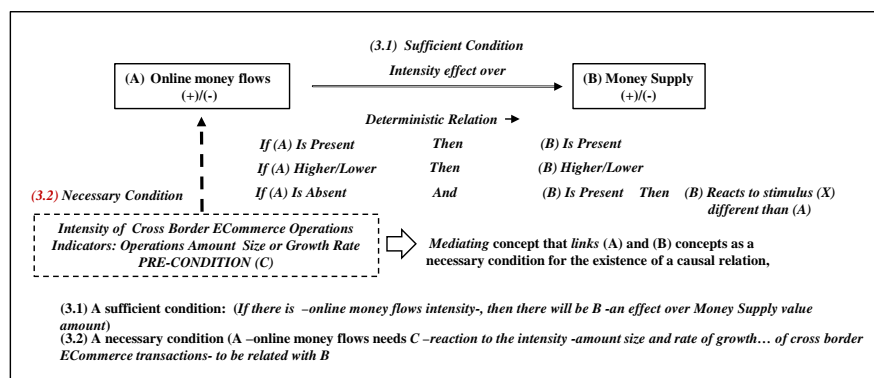 (3.1) Sufficient Condition
(A) Online money flows
(+)/(-)
Intensity effect over
(B) Money Supply
(+)/(-)
Deterministic Relation
If (A) Is Present Then (B) Is Present
If (A) Higher/Lower Then (B) Higher/Lower
If (A) Is Absent And (B) Is Present Then (B) Reacts to stimulus (X)
different than (A)
(3.2) Necessary Condition
Intensity of Cross Border ECommerce Operations
Indicators: Operations Amount Size or Growth Rate
PRE-CONDITION (C)
Mediating concept that links (A) and (B) concepts as a
necessary condition for the existence of a causal relation,
(3.1) A sufficient condition: (If there is –online money flows intensity-, then there will be B -an effect over Money Supply value
amount)
(3.2) A necessary condition (A –online money flows needs C –reaction to the intensity -amount size and rate of growth… of cross border
ECommerce transactions- to be related with B